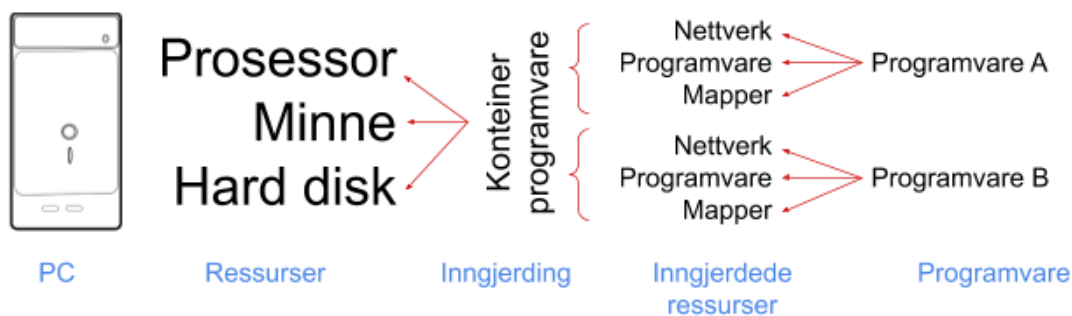 Prosessor
Minne
Hard disk
Konteiner
programvare
Nettverk
Programvare
Mapper
Programvare A
Nettverk
Programvare
Mapper
Programvare B
PC
Ressurser
Inngjerding
Inngjerdede
ressurser
Programvare